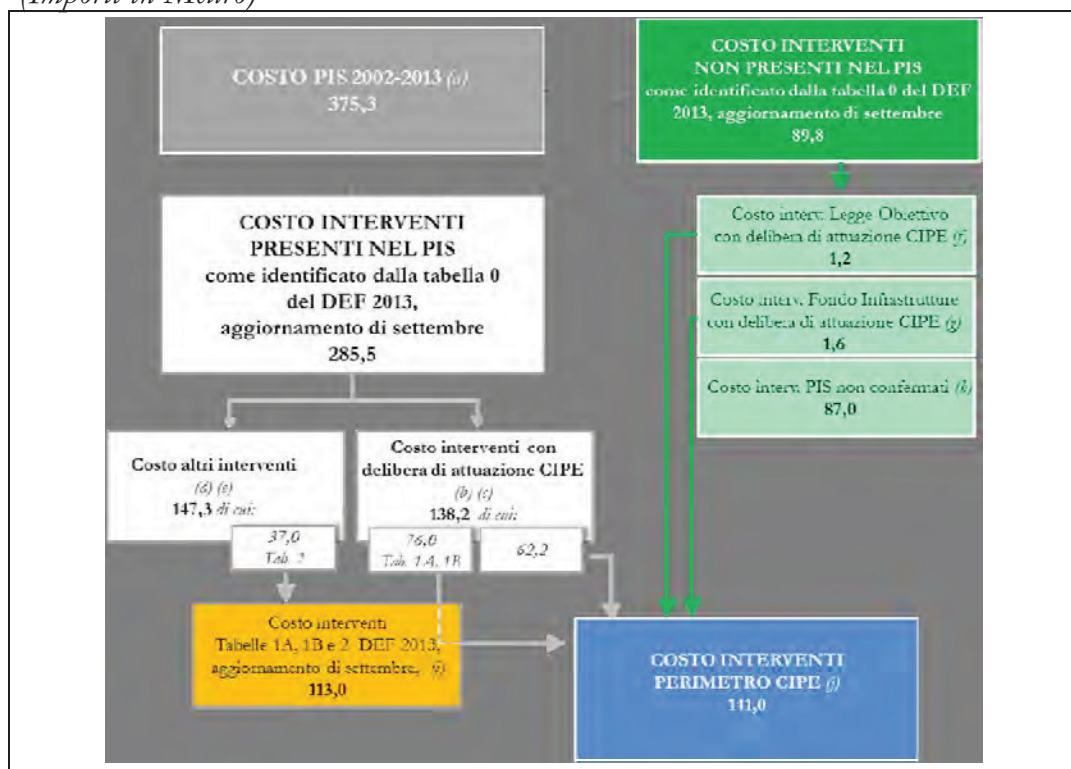 (Importi in Meuro)
COSTO PIS 2002-2013 (a)
375,3
COSTO INTERVENTI
NON PRESENTI NEL PIS
come identificato dalla tabella 0 del DEF
2013, aggiornamento di settembre
89,8
COSTO INTERVENTI
PRESENTI NEL PIS
come identificato dalla tabella 0
del DEF 2013,
aggiornamento di settembre
285,5
Costo interv. Legge Obiettivo
con delibera di attuazione CIPE (f)
1,2
Costo interv. Fondo Infrastrutture
con delibera di attuazione CIPE (g)
1,6
Costo interv. PIS non confermati (h)
87,0
Costo altri interventi
(d) (e)
147,3 di cui:
37,0
Tab. 2
Costo interventi con
delibera di attuazione CIPE
(b) (c)
138,2 di cui:
76,0
Tab. 1A, 1B
62,2
Costo interventi
Tabelle 1A, 1B e 2 DEF 2013,
aggiornamento di settembre, (i)
113,0
COSTO INTERVENTI
PERIMETRO CIPE (j)
141,0